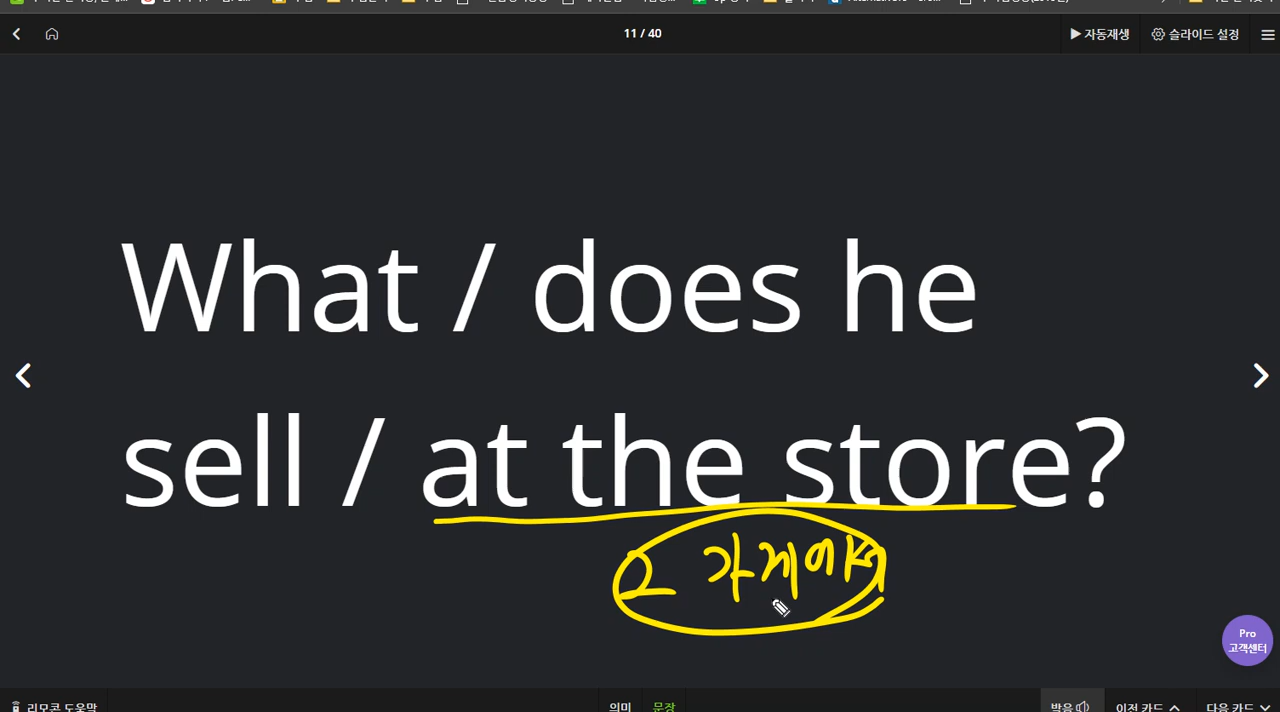 11 / 40
▶ 자동재생
슬라이드 설정
What / does he
sell / at the store?
그 가게에서
Pro
고객센터
리모콘 도움말
의미
문장
발음
이전 카드
다음 카드